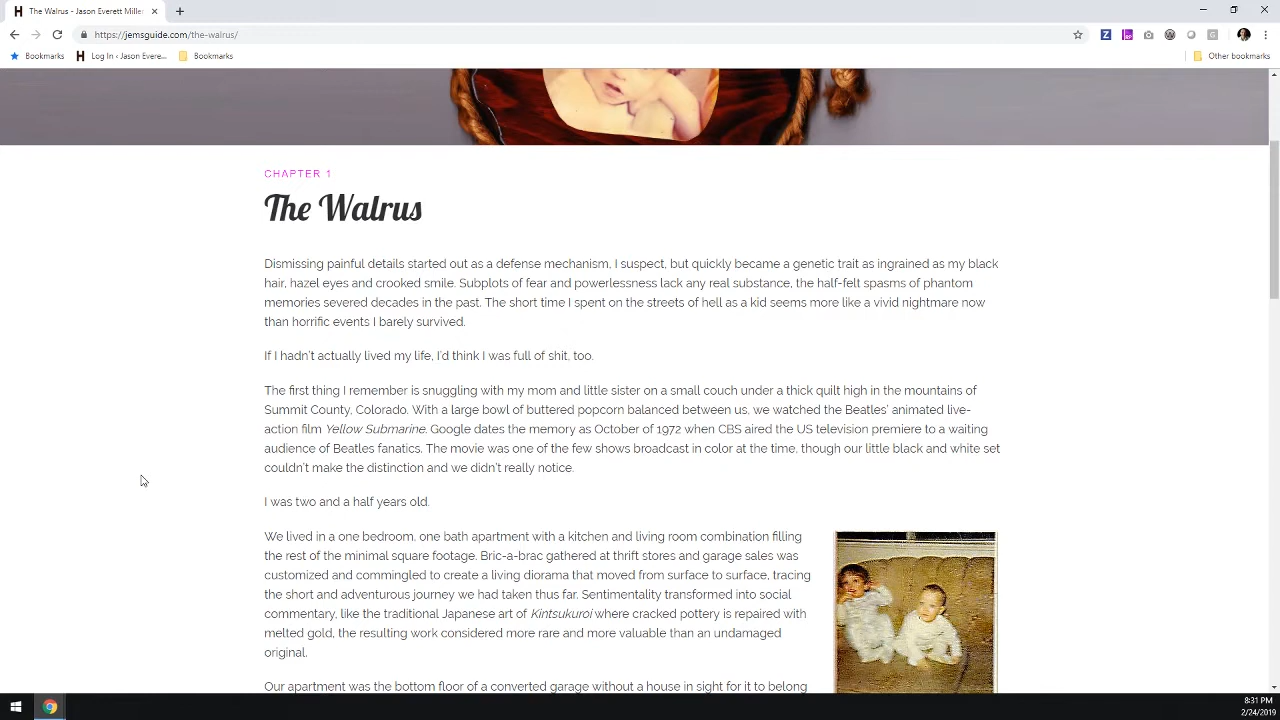 The Walrus - Jason Everett Miller
https://jemsguide.com/the-walrus/
Bookmarks Log In ‹ Jason Evere... Bookmarks Other bookmarks
CHAPTER 1
The Walrus
Dismissing painful details started out as a defense mechanism, I suspect, but quickly became a genetic trait as ingrained as my black
hair, hazel eyes and crooked smile. Subplots of fear and powerlessness lack any real substance, the half-felt spasms of phantom
memories severed decades in the past. The short time I spent on the streets of hell as a kid seems more like a vivid nightmare now
than horrific events I barely survived.
If I hadn't actually lived my life, I'd think I was full of shit, too.
The first thing I remember is snuggling with my mom and little sister on a small couch under a thick quilt high in the mountains of
Summit County, Colorado. With a large bowl of buttered popcorn balanced between us, we watched the Beatles' animated live-
action film Yellow Submarine. Google dates the memory as October of 1972 when CBS aired the US television premiere to a waiting
audience of Beatles fanatics. The movie was one of the few shows broadcast in color at the time, though our little black and white set
couldn't make the distinction and we didn't really notice.
I was two and a half years old.
We lived in a one bedroom, one bath apartment with a kitchen and living room combination filling
the rest of the minimal square footage. Bric-a-brac gathered at thrift stores and garage sales was
customized and commingled to create a living diorama that moved from surface to surface, tracing
the short and adventurous journey we had taken thus far. Sentimentality transformed into social
commentary, like the traditional Japanese art of Kintsukuroi where cracked pottery is repaired with
melted gold, the resulting work considered more rare and more valuable than an undamaged
original.
Our apartment was the bottom floor of a converted garage without a house in sight for it to belong
8:31 PM
2/24/2019